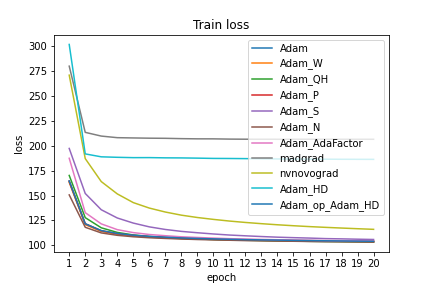 Train loss
300
275
250
225
200
175
150
125
100
loss
Adam
Adam_W
Adam_QH
Adam_P
Adam_S
Adam_N
Adam_AdaFactor
madgrad
nvnovograd
Adam_HD
Adam_op_Adam_HD
1 2 3 4 5 6 7 8 9 10 11 12 13 14 15 16 17 18 19 20
epoch